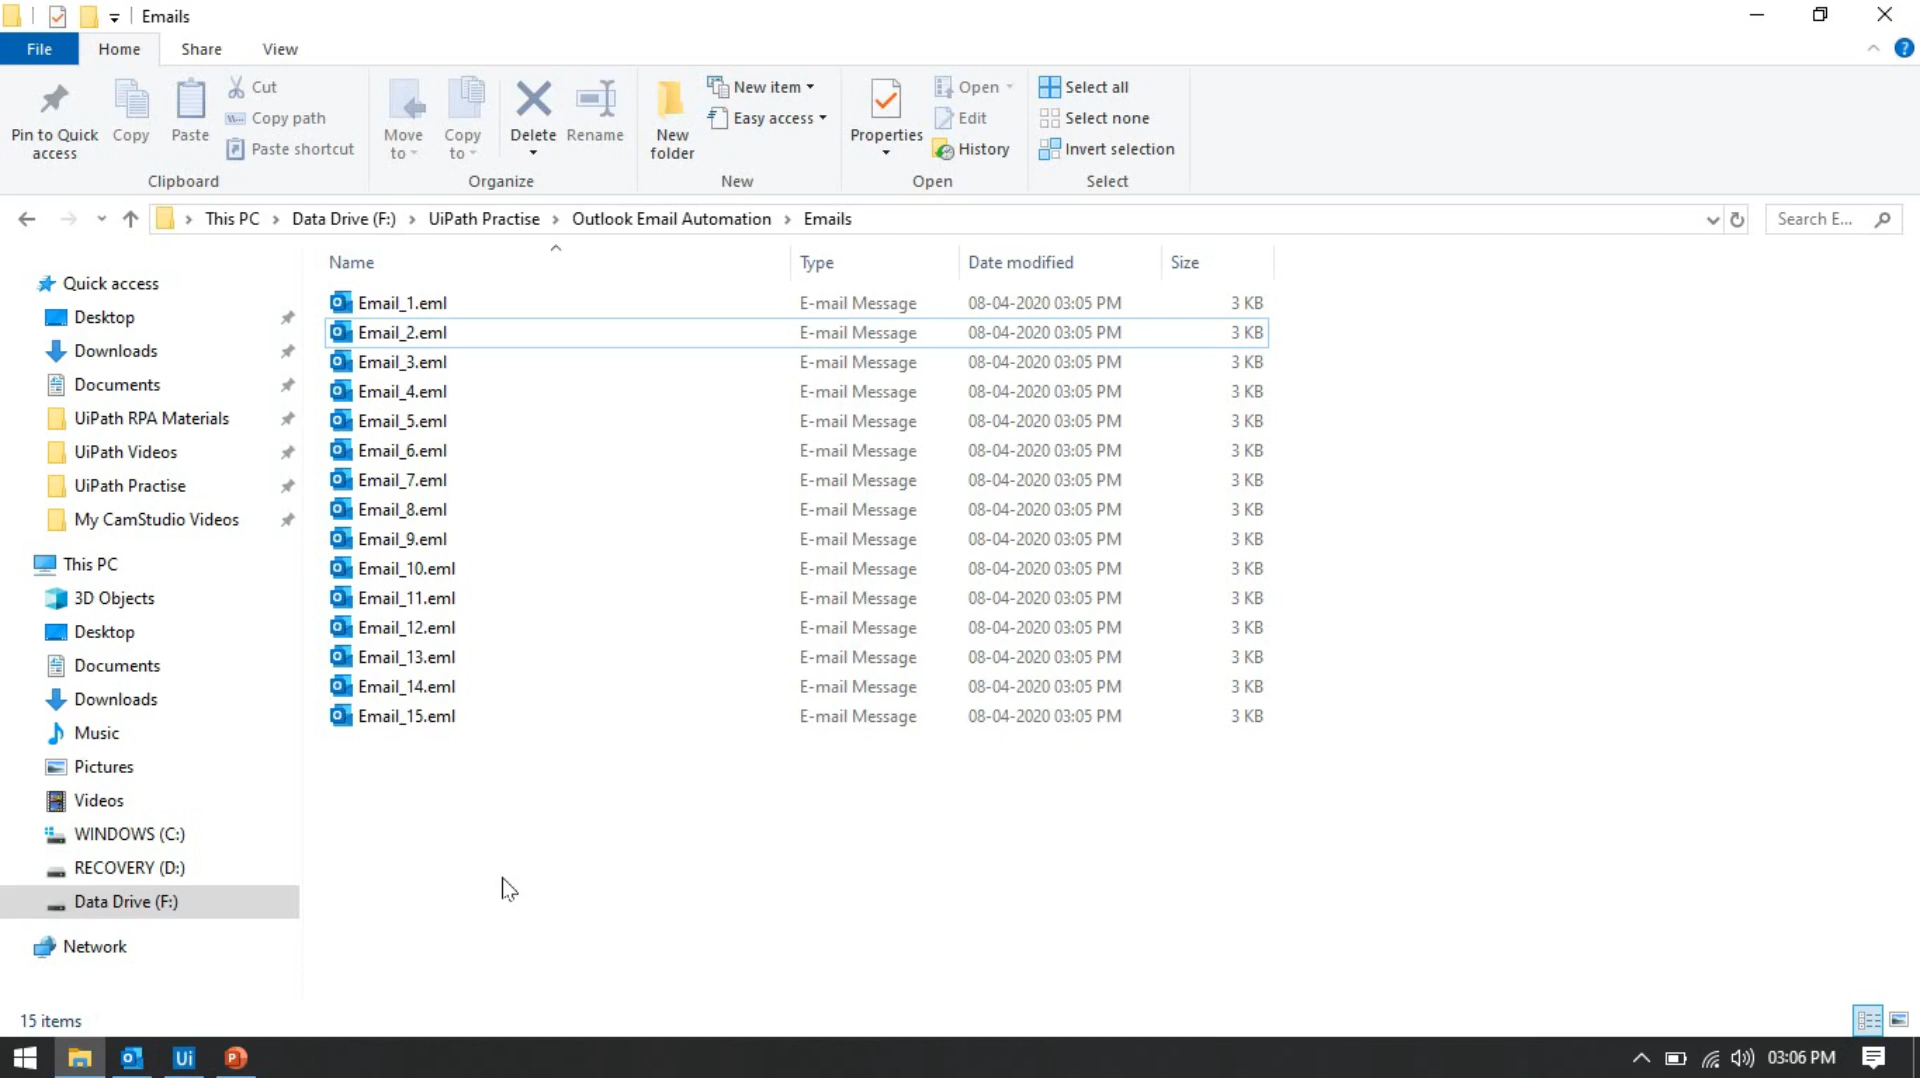 Emails
File Home Share View
Pin to Quick access
Copy
Paste
Cut
Copy path
Paste shortcut
Clipboard
Move to
Copy to
Delete
Rename
Organize
New folder
New item
Easy access
New
Properties
Open
Edit
History
Open
Select all
Select none
Invert selection
Select
This PC > Data Drive (F:) > UiPath Practise > Outlook Email Automation > Emails
Search E...
Name Type Date modified Size
Quick access
Desktop
Downloads
Documents
UiPath RPA Materials
UiPath Videos
UiPath Practise
My CamStudio Videos
This PC
3D Objects
Desktop
Documents
Downloads
Music
Pictures
Videos
WINDOWS (C:)
RECOVERY (D:)
Data Drive (F:)
Network
Email_1.eml E-mail Message 08-04-2020 03:05 PM 3 KB
Email_2.eml E-mail Message 08-04-2020 03:05 PM 3 KB
Email_3.eml E-mail Message 08-04-2020 03:05 PM 3 KB
Email_4.eml E-mail Message 08-04-2020 03:05 PM 3 KB
Email_5.eml E-mail Message 08-04-2020 03:05 PM 3 KB
Email_6.eml E-mail Message 08-04-2020 03:05 PM 3 KB
Email_7.eml E-mail Message 08-04-2020 03:05 PM 3 KB
Email_8.eml E-mail Message 08-04-2020 03:05 PM 3 KB
Email_9.eml E-mail Message 08-04-2020 03:05 PM 3 KB
Email_10.eml E-mail Message 08-04-2020 03:05 PM 3 KB
Email_11.eml E-mail Message 08-04-2020 03:05 PM 3 KB
Email_12.eml E-mail Message 08-04-2020 03:05 PM 3 KB
Email_13.eml E-mail Message 08-04-2020 03:05 PM 3 KB
Email_14.eml E-mail Message 08-04-2020 03:05 PM 3 KB
Email_15.eml E-mail Message 08-04-2020 03:05 PM 3 KB
15 items
Ui
03:06 PM